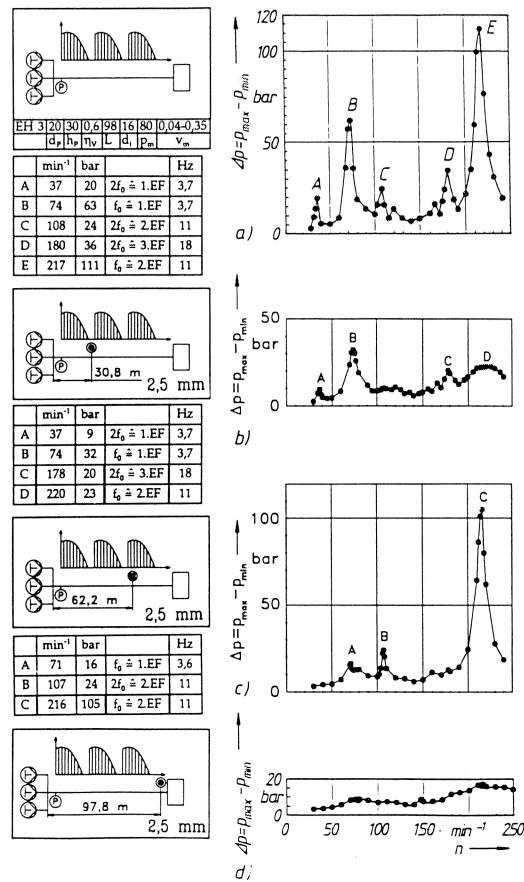 P
EH 3 20 30 0,6 98 16 80 0,04-0,35
dp hp ηv L di pm vm
min⁻¹ bar Hz
A 37 20 2f₀ ≙ 1.EF 3,7
B 74 63 f₀ ≙ 1.EF 3,7
C 108 24 2f₀ ≙ 2.EF 11
D 180 36 2f₀ ≙ 3.EF 18
E 217 111 f₀ ≙ 2.EF 11
Δp=pmax-pmin
120
100
bar
50
0
A
B
C
D
E
a)
P
30,8 m
2,5 mm
min⁻¹ bar Hz
A 37 9 2f₀ ≙ 1.EF 3,7
B 74 32 f₀ ≙ 1.EF 3,7
C 178 20 2f₀ ≙ 3.EF 18
D 220 23 f₀ ≙ 2.EF 11
Δp=pmax-pmin
50
bar
0
A
B
C
D
b)
P
62,2 m
2,5 mm
min⁻¹ bar Hz
A 71 16 f₀ ≙ 1.EF 3,6
B 107 24 2f₀ ≙ 2.EF 11
C 216 105 f₀ ≙ 2.EF 11
Δp=pmax-pmin
100
bar
50
0
A
B
C
c)
P
97,8 m
2,5 mm
Δp=pmax-pmin
20
bar
0
0 50 100 150 min⁻¹ 250
n
d)